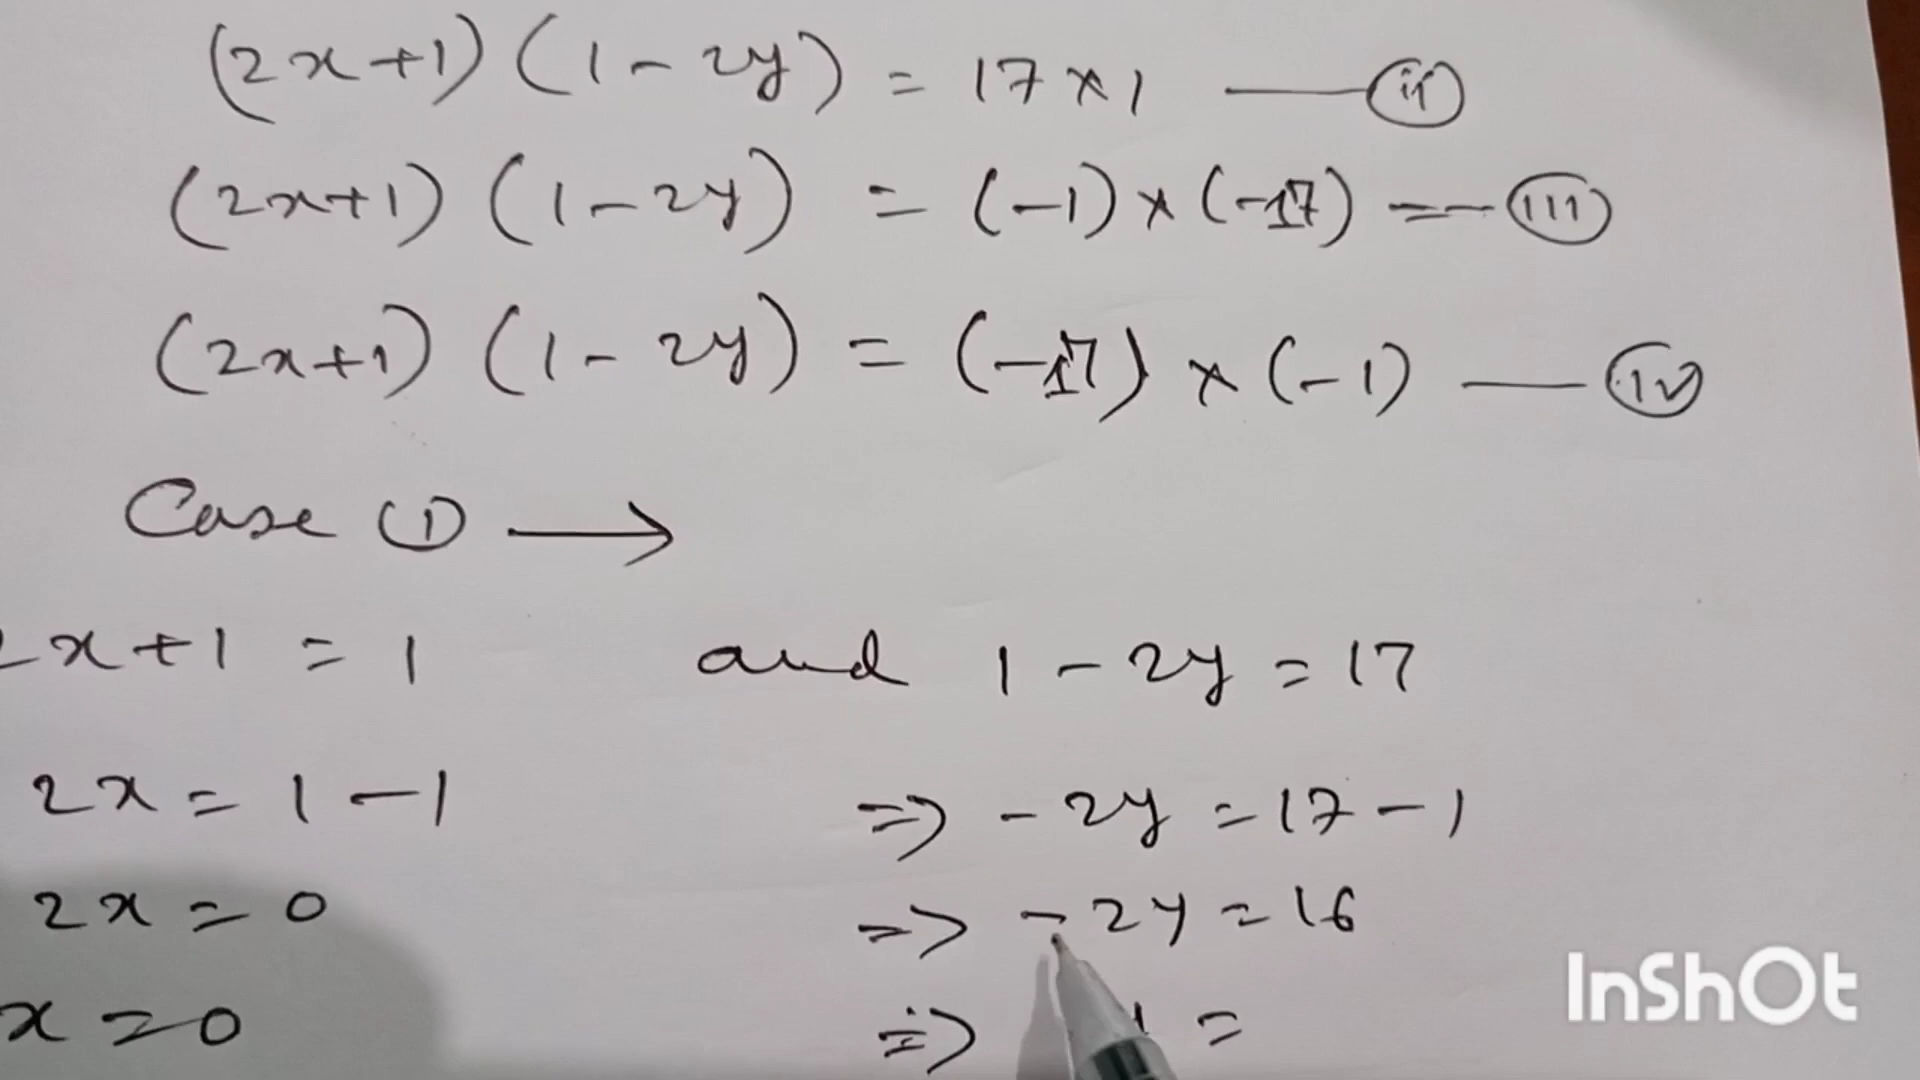 (2x+1)(1-2y) = 17×1 — (ii)
(2x+1)(1-2y) = (-1)×(-17) — (iii)
(2x+1)(1-2y) = (-17)×(-1) — (iv)
Case (1) →
2x+1 = 1 and 1-2y = 17
2x = 1-1 ⇒ -2y = 17-1
2x = 0 ⇒ -2y = 16
x = 0 ⇒ =
InShOt